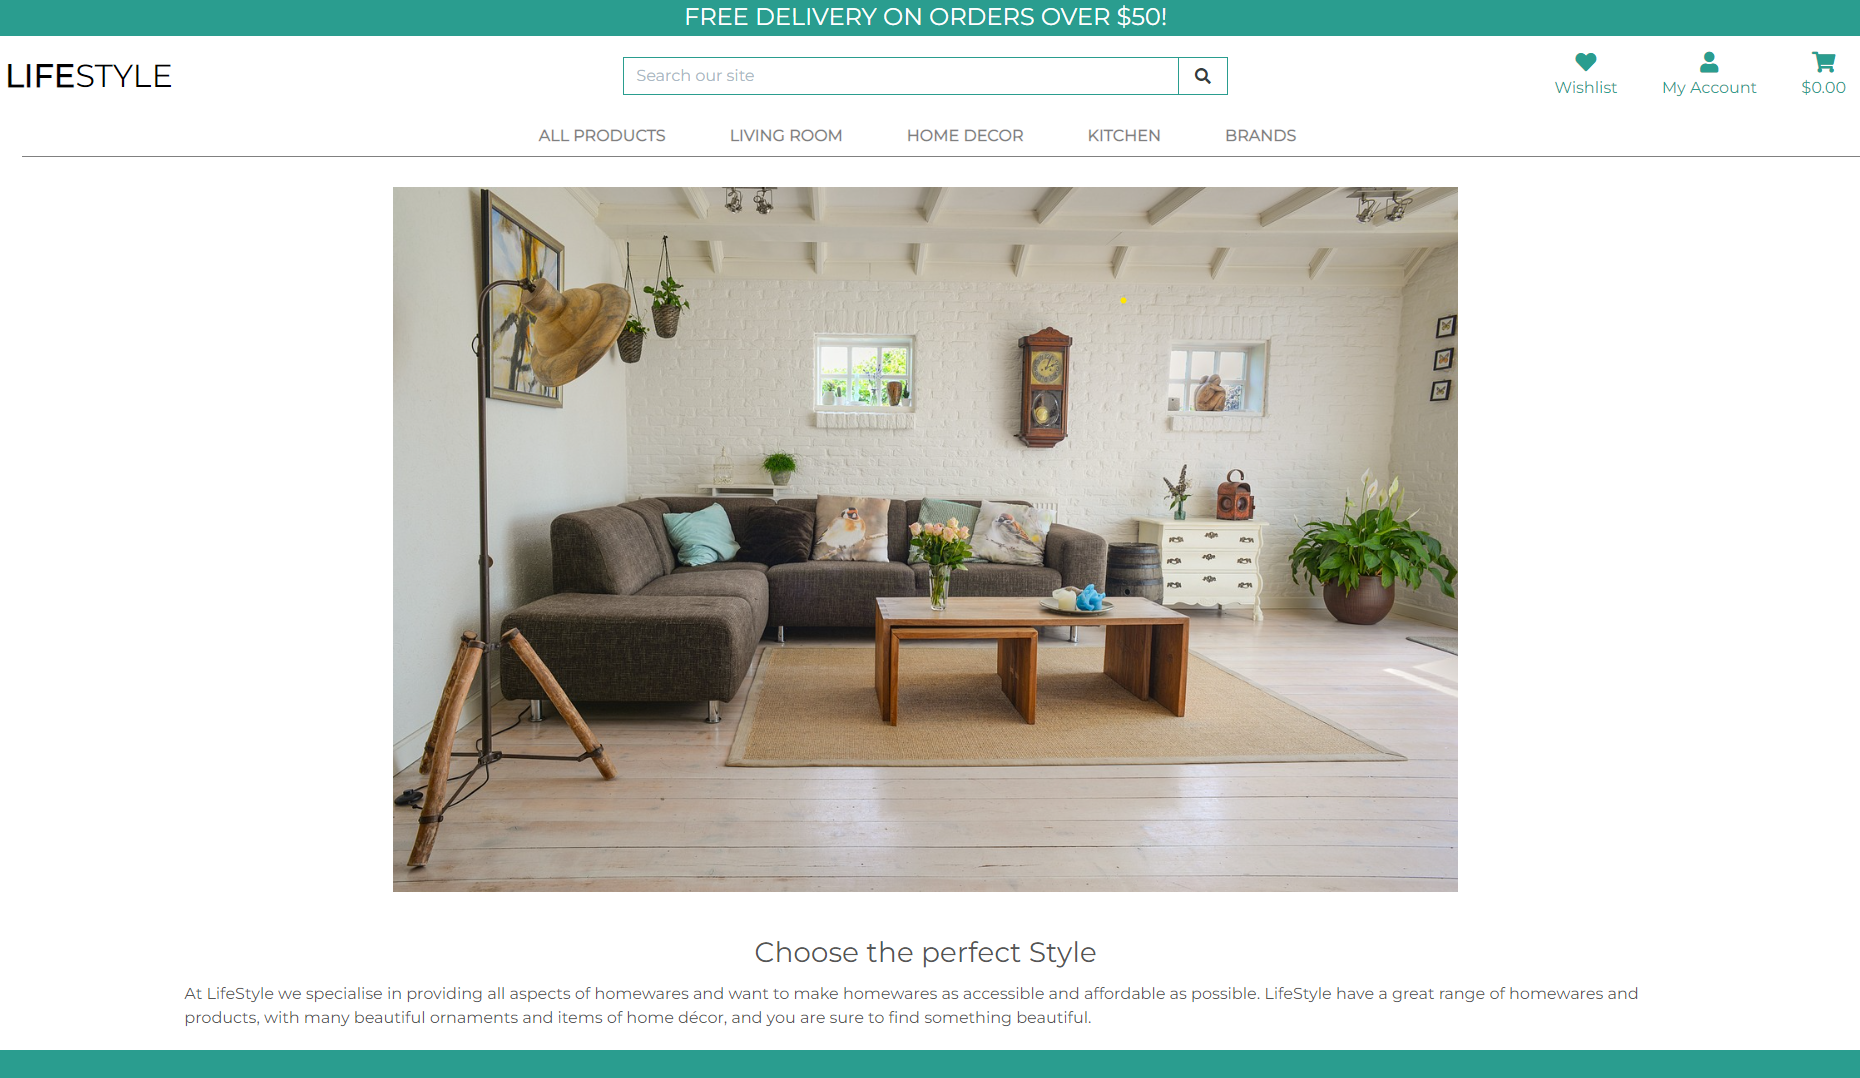 FREE DELIVERY ON ORDERS OVER $50!
LIFESTYLE
Search our site
Wishlist
My Account
$0.00
ALL PRODUCTS
LIVING ROOM
HOME DECOR
KITCHEN
BRANDS
Choose the perfect Style
At LifeStyle we specialise in providing all aspects of homewares and want to make homewares as accessible and affordable as possible. LifeStyle have a great range of homewares and
products, with many beautiful ornaments and items of home décor, and you are sure to find something beautiful.